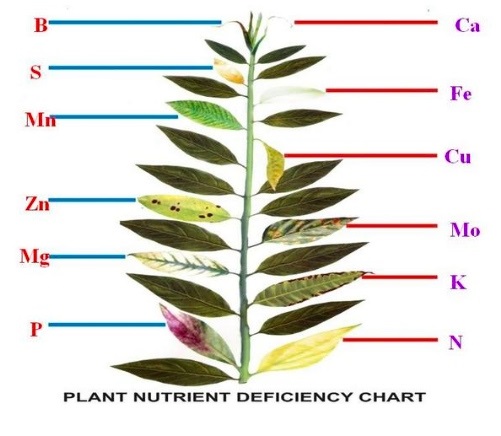 B
Ca
S
Fe
Mn
Cu
Zn
Mo
Mg
K
P
N
PLANT NUTRIENT DEFICIENCY CHART